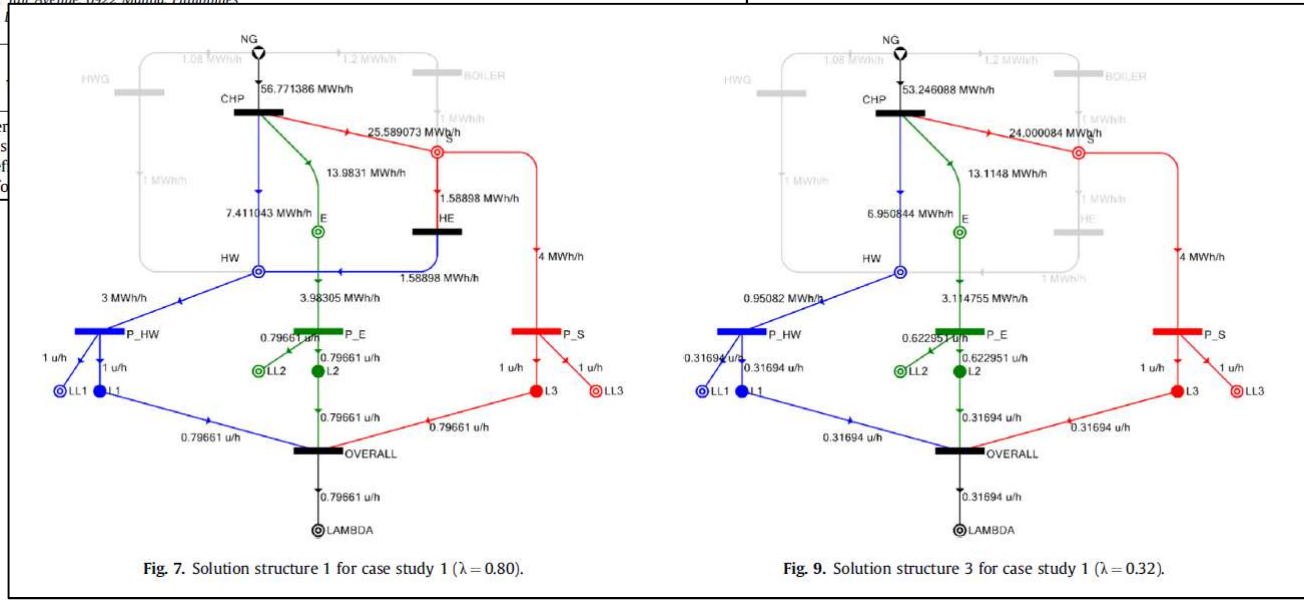 Avenue, 0922 Manila, Philippines
NG
1.08 MWh/h
1.2 MWh/h
HWG
BOILER
56.771386 MWh/h
CHP
25.589073 MWh/h
1 MWh/h
S
1 MWh/h
13.9831 MWh/h
7.411043 MWh/h
1.58898 MWh/h
E
HE
HW
1.58898 MWh/h
4 MWh/h
3 MWh/h
3.98305 MWh/h
P_HW
0.79661 u/h
P_E
P_S
1 u/h
1 u/h
0.79661 u/h
1 u/h
1 u/h
LL2
L2
LL1
L1
L3
LL3
0.79661 u/h
0.79661 u/h
0.79661 u/h
OVERALL
0.79661 u/h
LAMBDA
Fig. 7. Solution structure 1 for case study 1 (λ = 0.80).
NG
1.08 MWh/h
1.2 MWh/h
HWG
BOILER
53.246088 MWh/h
CHP
24.000084 MWh/h
1 MWh/h
S
1 MWh/h
13.1148 MWh/h
6.950844 MWh/h
1 MWh/h
E
HE
HW
1 MWh/h
4 MWh/h
0.95082 MWh/h
3.114755 MWh/h
P_HW
0.622951 u/h
P_E
P_S
0.31694 u/h
0.31694 u/h
0.622951 u/h
1 u/h
1 u/h
LL2
L2
LL1
L1
L3
LL3
0.31694 u/h
0.31694 u/h
0.31694 u/h
OVERALL
0.31694 u/h
LAMBDA
Fig. 9. Solution structure 3 for case study 1 (λ = 0.32).